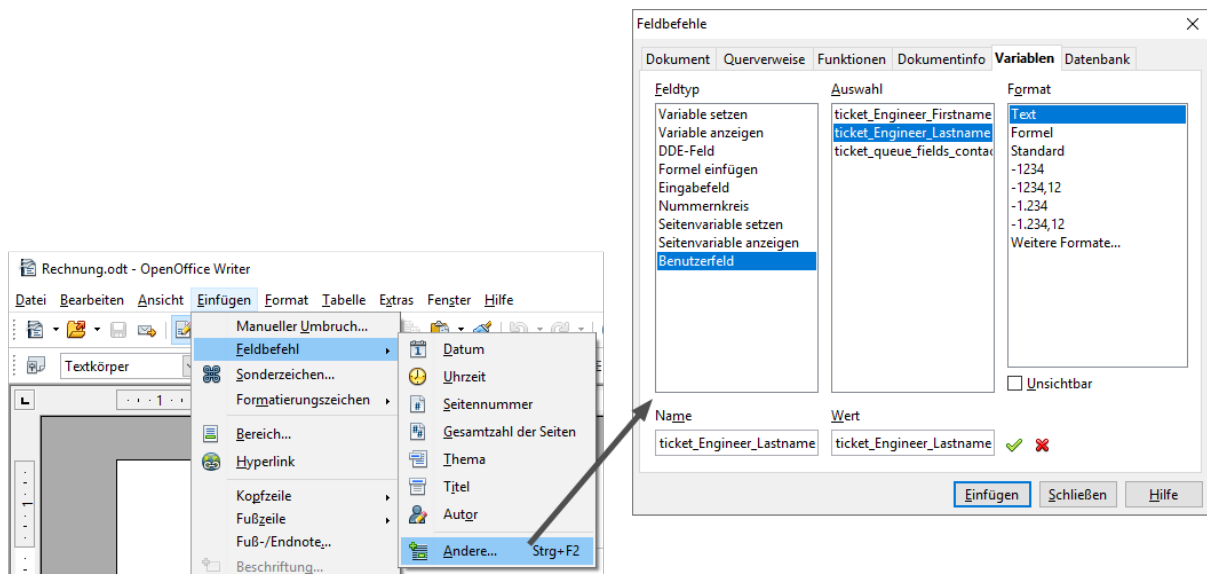 Rechnung.odt - OpenOffice Writer
Datei Bearbeiten Ansicht Einfügen Format Tabelle Extras Fenster Hilfe
Textkörper
1
1
Manueller Umbruch...
Feldbefehl
Sonderzeichen...
Formatierungszeichen
Bereich...
Hyperlink
Kopfzeile
Fußzeile
Fuß-/Endnote...
Beschriftung...
Datum
Uhrzeit
Seitennummer
Gesamtzahl der Seiten
Thema
Titel
Autor
Andere... Strg+F2
Feldbefehle
Dokument Querverweise Funktionen Dokumentinfo Variablen Datenbank
Feldtyp
Variable setzen
Variable anzeigen
DDE-Feld
Formel einfügen
Eingabefeld
Nummernkreis
Seitenvariable setzen
Seitenvariable anzeigen
Benutzerfeld
Auswahl
ticket_Engineer_Firstname
ticket_Engineer_Lastname
ticket_queue_fields_contac
Format
Text
Formel
Standard
-1234
-1234,12
-1.234
-1.234,12
Weitere Formate...
Unsichtbar
Name
ticket_Engineer_Lastname
Wert
ticket_Engineer_Lastname
Einfügen Schließen Hilfe